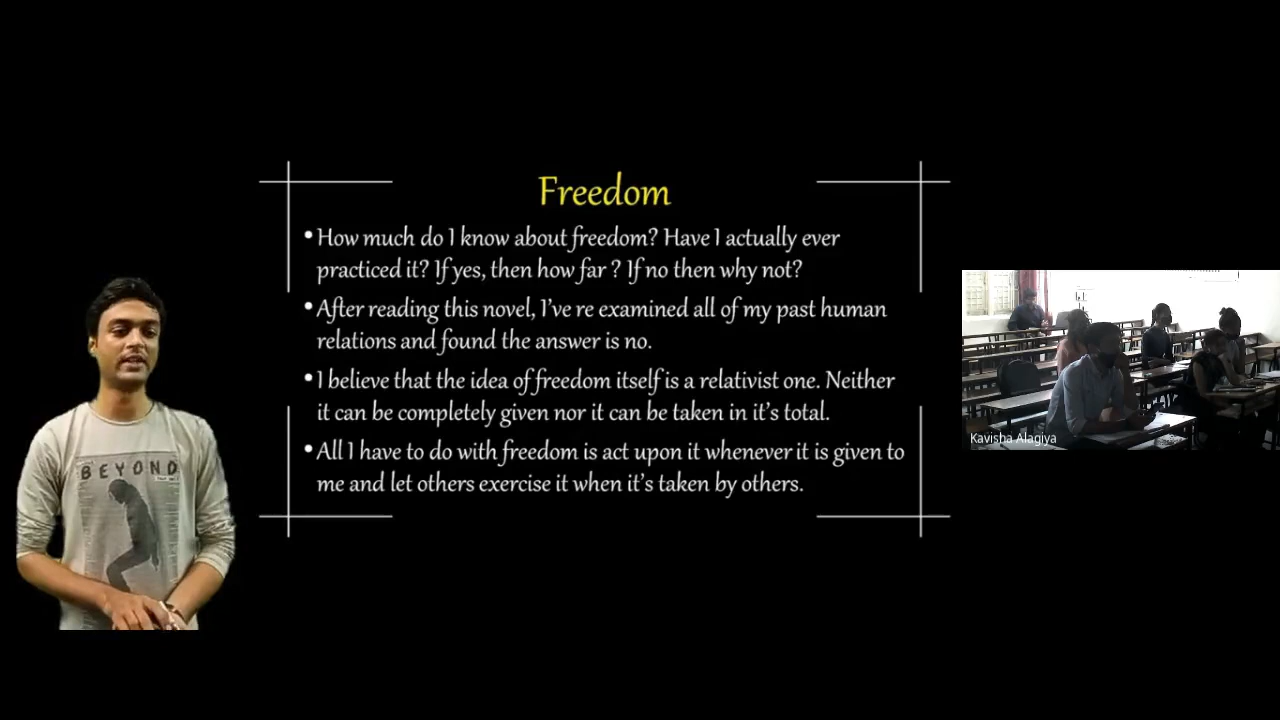 Freedom
• How much do I know about freedom? Have I actually ever
practiced it? If yes, then how far ? If no then why not?
• After reading this novel, I've re examined all of my past human
relations and found the answer is no.
• I believe that the idea of freedom itself is a relativist one. Neither
it can be completely given nor it can be taken in it's total.
• All I have to do with freedom is act upon it whenever it is given to
me and let others exercise it when it's taken by others.
BEYOND
Kavisha Alagiya